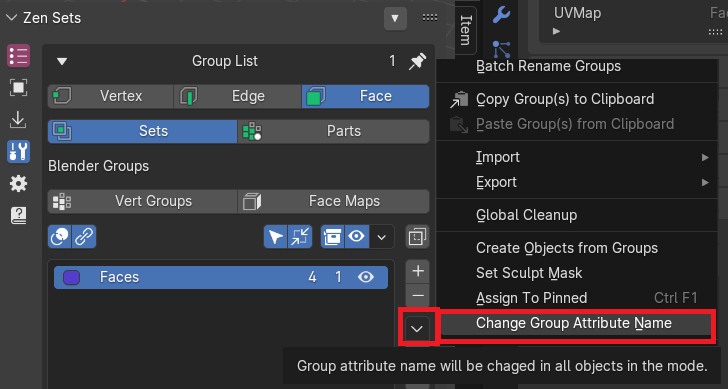 Zen Sets
UVMap
Fac
Item
Group List 1
Batch Rename Groups
Vertex Edge Face
Copy Group(s) to Clipboard
Paste Group(s) from Clipboard
Sets Parts
Import
Blender Groups
Export
Vert Groups Face Maps
Global Cleanup
Create Objects from Groups
Faces 4 1
Set Sculpt Mask
Assign To Pinned Ctrl F1
Change Group Attribute Name
Group attribute name will be chaged in all objects in the mode.